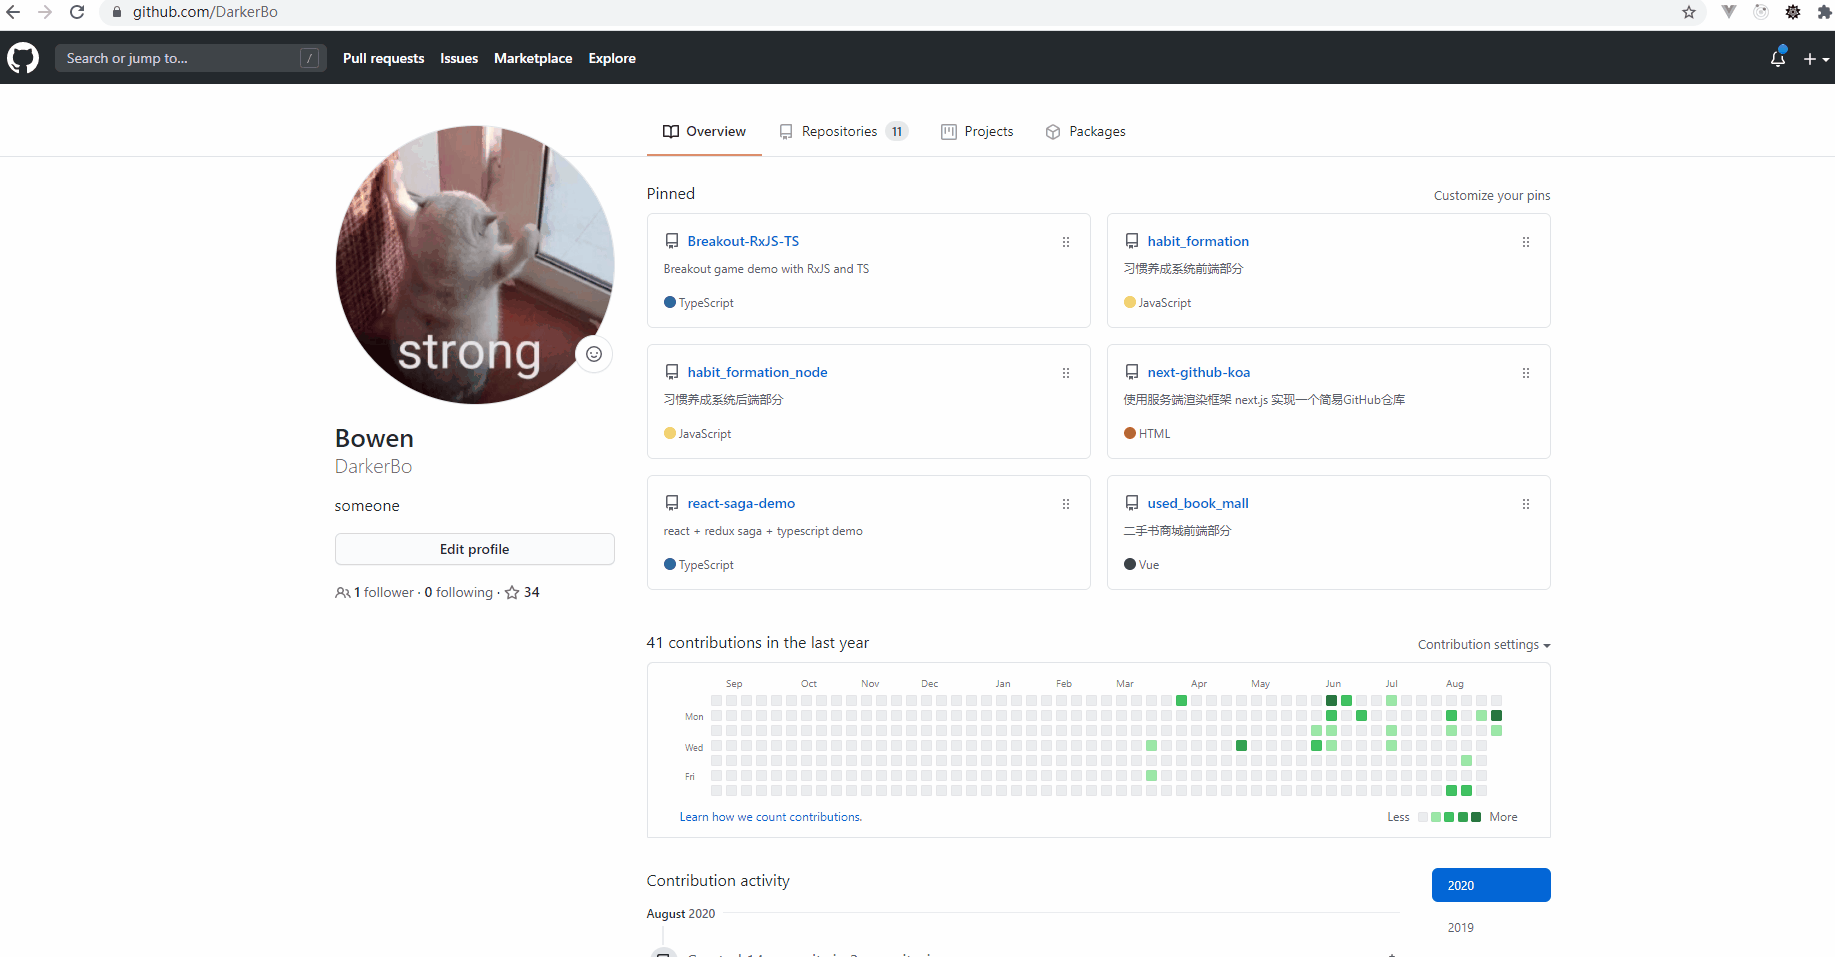 github.com/DarkerBo
Search or jump to... /
Pull requests Issues Marketplace Explore
Overview Repositories 11 Projects Packages
strong
Bowen
DarkerBo
someone
Edit profile
1 follower · 0 following · 34
Pinned Customize your pins
Breakout-RxJS-TS
Breakout game demo with RxJS and TS
TypeScript
habit_formation
习惯养成系统前端部分
JavaScript
habit_formation_node
习惯养成系统后端部分
JavaScript
next-github-koa
使用服务端渲染框架 next.js 实现一个简易GitHub仓库
HTML
react-saga-demo
react + redux saga + typescript demo
TypeScript
used_book_mall
二手书商城前端部分
Vue
41 contributions in the last year Contribution settings
Sep Oct Nov Dec Jan Feb Mar Apr May Jun Jul Aug
Mon
Wed
Fri
Learn how we count contributions. Less More
Contribution activity
2020
August 2020
2019